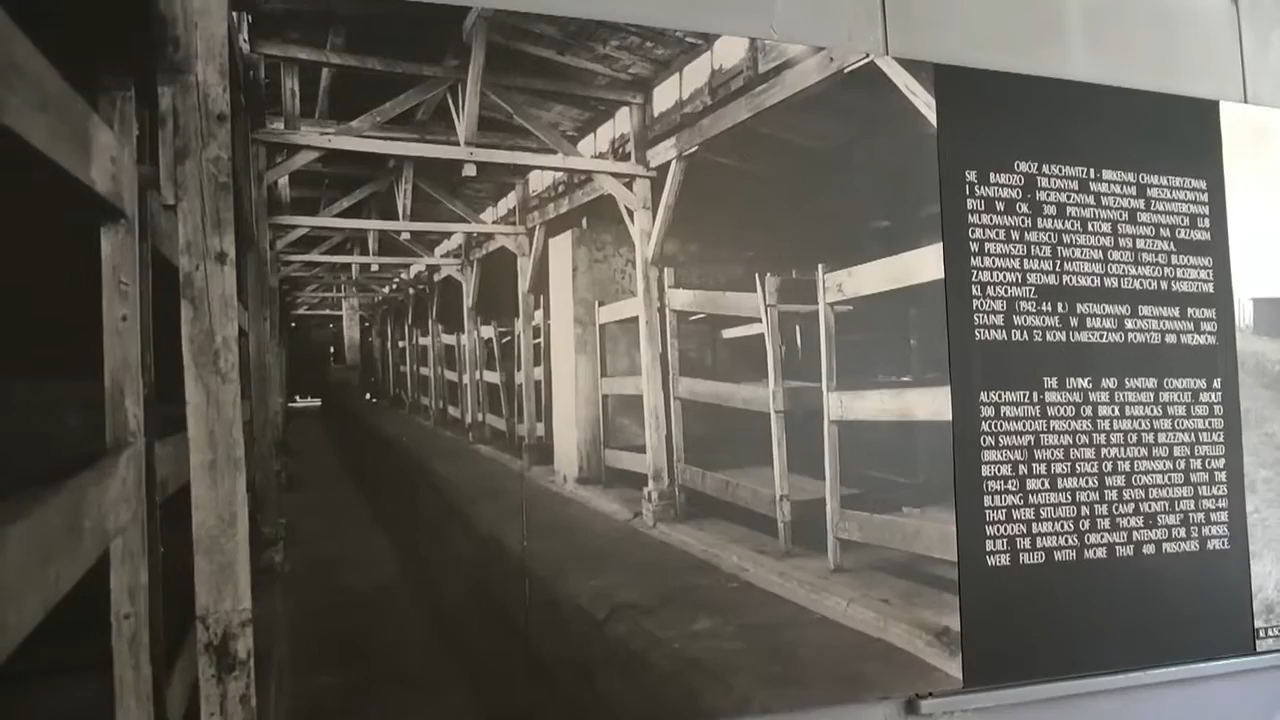 OBÓZ AUSCHWITZ II - BIRKENAU CHARAKTERYZOWAŁ
SIĘ BARDZO TRUDNYMI WARUNKAMI MIESZKANIOWYMI
I SANITARNO - HIGIENICZNYMI. WIĘŹNIOWIE ZAKWATEROWANI
BYLI W OK. 300 PRYMITYWNYCH DREWNIANYCH LUB
MUROWANYCH BARAKACH, KTÓRE STAWIANO NA GRZĄSKIM
GRUNCIE W MIEJSCU WYSIEDLONEJ WSI BRZEZINKA.
W PIERWSZEJ FAZIE TWORZENIA OBOZU (1941-42) BUDOWANO
MUROWANE BARAKI Z MATERIAŁU ODZYSKANEGO PO ROZBIÓRCE
ZABUDOWY SIEDMIU POLSKICH WSI LEŻĄCYCH W SĄSIEDZTWIE
KL AUSCHWITZ.
PÓŹNIEJ (1942-44 R.) INSTALOWANO DREWNIANE POLOWE
STAJNIE WOJSKOWE. W BARAKU SKONSTRUOWANYM JAKO
STAJNIA DLA 52 KONI UMIESZCZANO POWYŻEJ 400 WIĘŹNIÓW.
THE LIVING AND SANITARY CONDITIONS AT
AUSCHWITZ II - BIRKENAU WERE EXTREMELY DIFFICULT. ABOUT
300 PRIMITIVE WOOD OR BRICK BARRACKS WERE USED TO
ACCOMMODATE PRISONERS. THE BARRACKS WERE CONSTRUCTED
ON SWAMPY TERRAIN ON THE SITE OF THE BRZEZINKA VILLAGE
(BIRKENAU) WHOSE ENTIRE POPULATION HAD BEEN EXPELLED
BEFORE. IN THE FIRST STAGE OF THE EXPANSION OF THE CAMP
(1941-42) BRICK BARRACKS WERE CONSTRUCTED WITH THE
BUILDING MATERIALS FROM THE SEVEN DEMOLISHED VILLAGES
THAT WERE SITUATED IN THE CAMP VICINITY. LATER (1942-44)
WOODEN BARRACKS OF THE "HORSE - STABLE" TYPE WERE
BUILT. THE BARRACKS, ORIGINALLY INTENDED FOR 52 HORSES,
WERE FILLED WITH MORE THAT 400 PRISONERS APIECE.